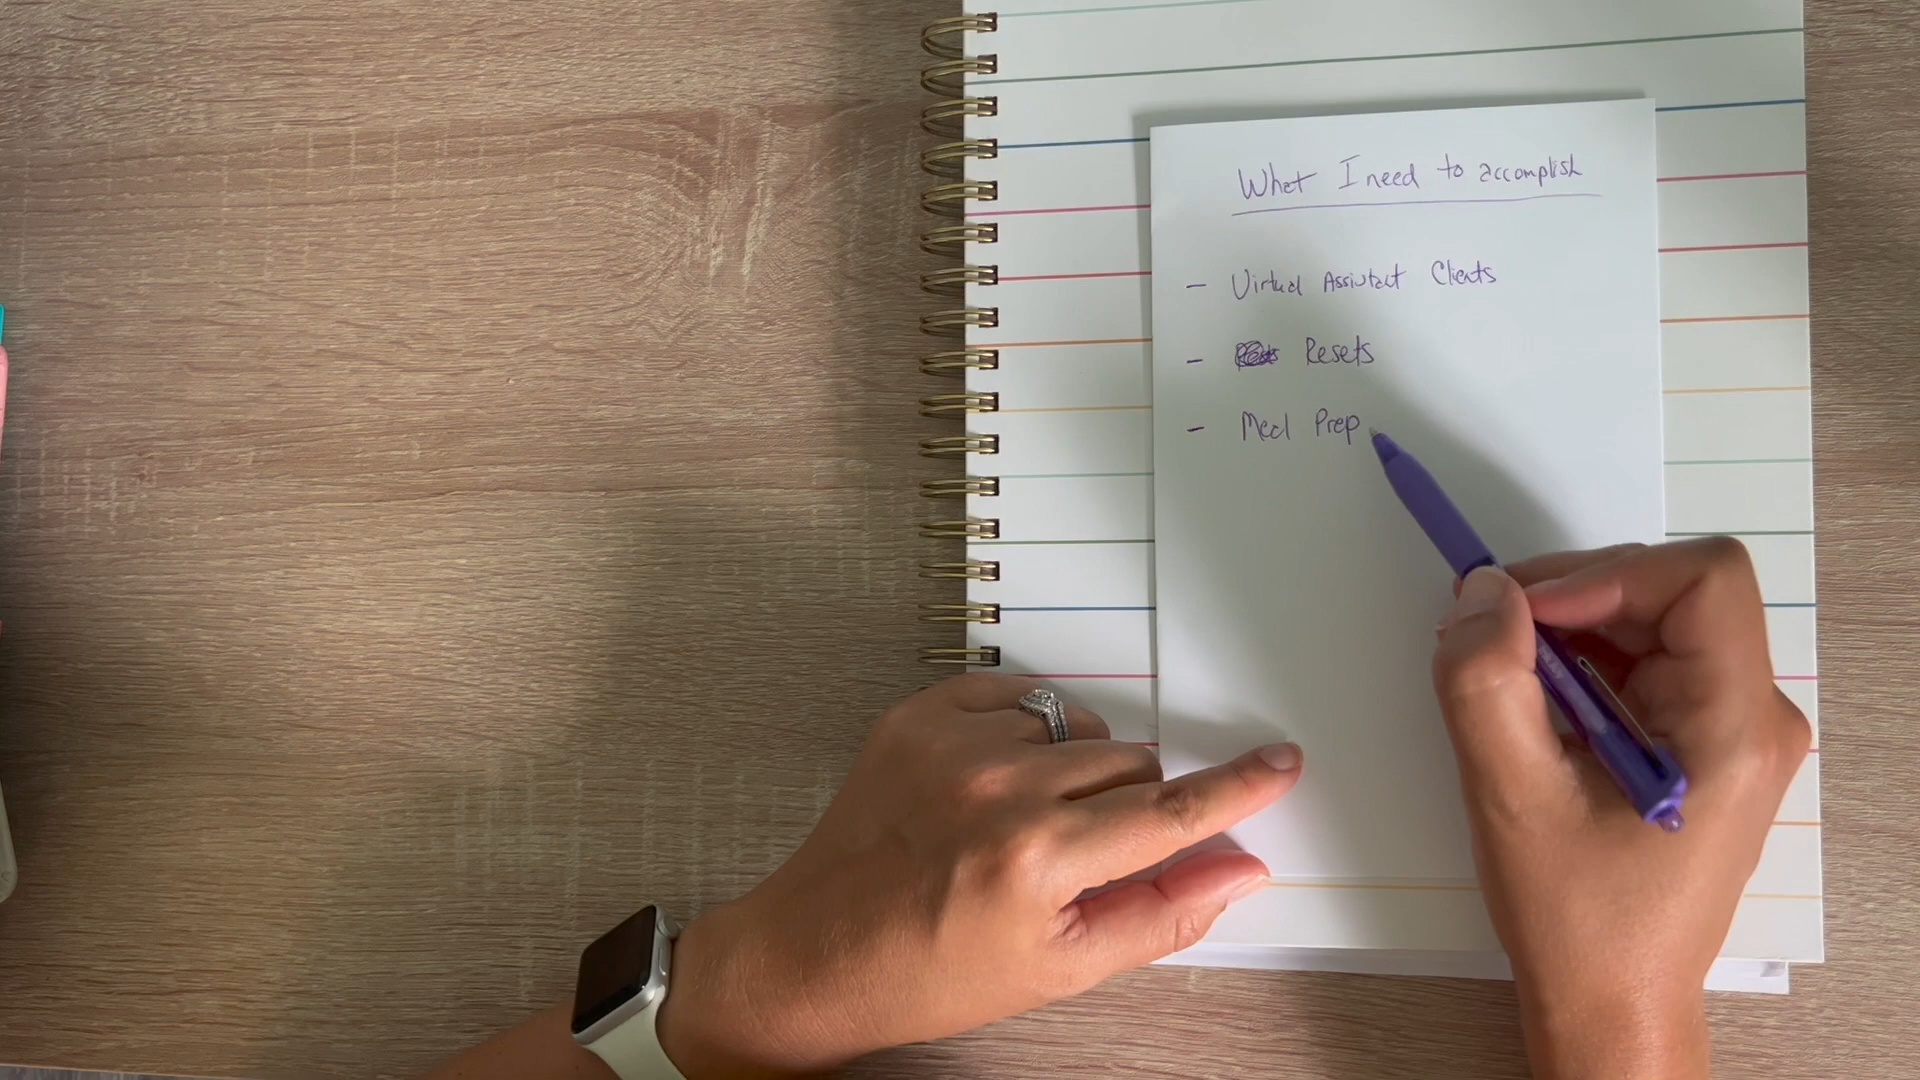 What I need to accomplish
- Virtual Assistant Clients
- Resets
- Meal Prep